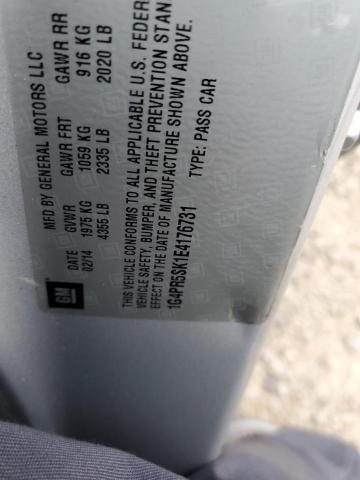 MFD BY GENERAL MOTORS LLC
DATE GVWR GAWR FRT GAWR RR
02/14 1975 KG 1059 KG 916 KG
4355 LB 2335 LB 2020 LB
GM
THIS VEHICLE CONFORMS TO ALL APPLICABLE U.S. FEDER
VEHICLE SAFETY, BUMPER, AND THEFT PREVENTION STAN
EFFECT ON THE DATE OF MANUFACTURE SHOWN ABOVE.
1G4PR5SK1E4176731 TYPE: PASS CAR